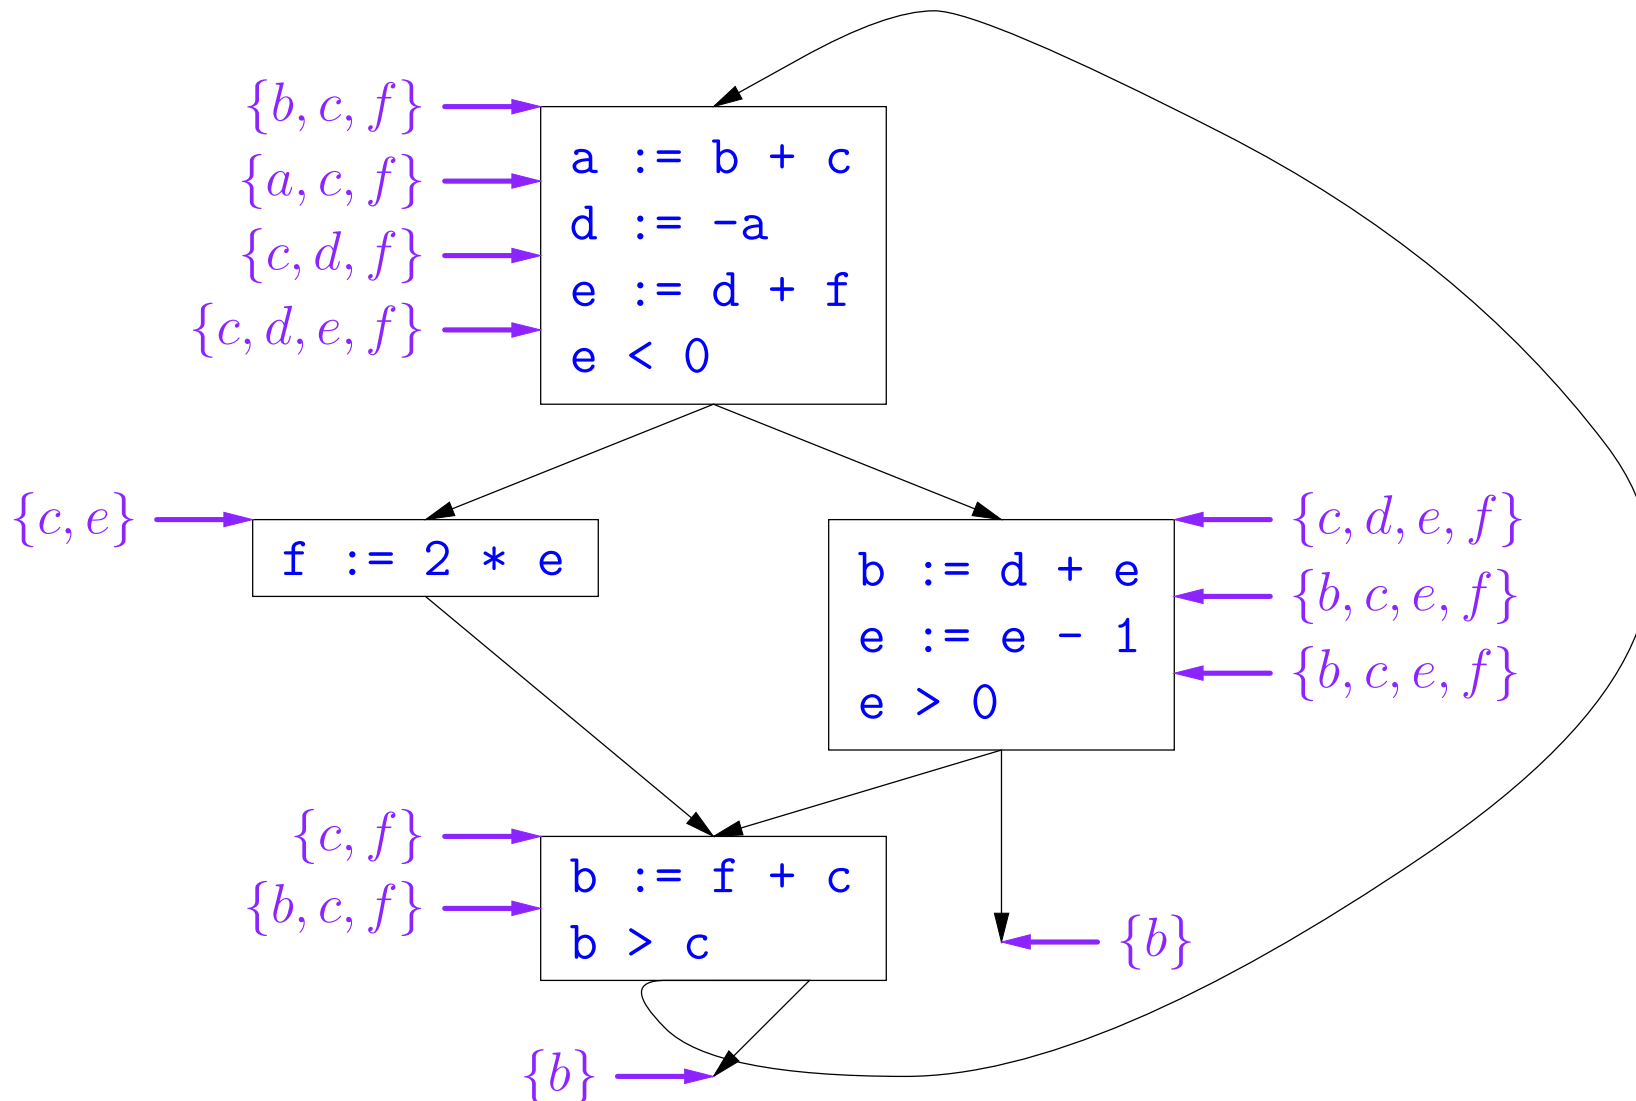 {b, c, f}
a := b + c
{a, c, f}
d := -a
{c, d, f}
e := d + f
{c, d, e, f}
e < 0
{c, e}
f := 2 * e
{c, d, e, f}
b := d + e
{b, c, e, f}
e := e - 1
{b, c, e, f}
e > 0
{c, f}
b := f + c
{b, c, f}
b > c
{b}
{b}